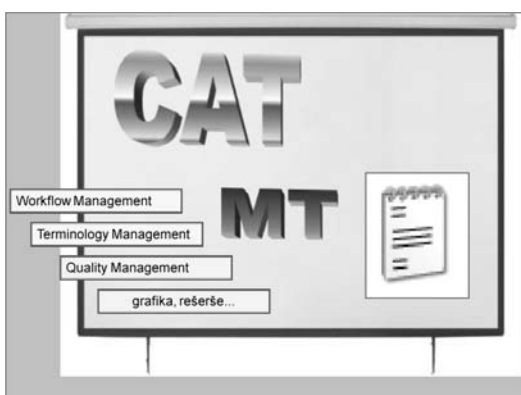 CAT
MT
Workflow Management
Terminology Management
Quality Management
grafika, rešerše...